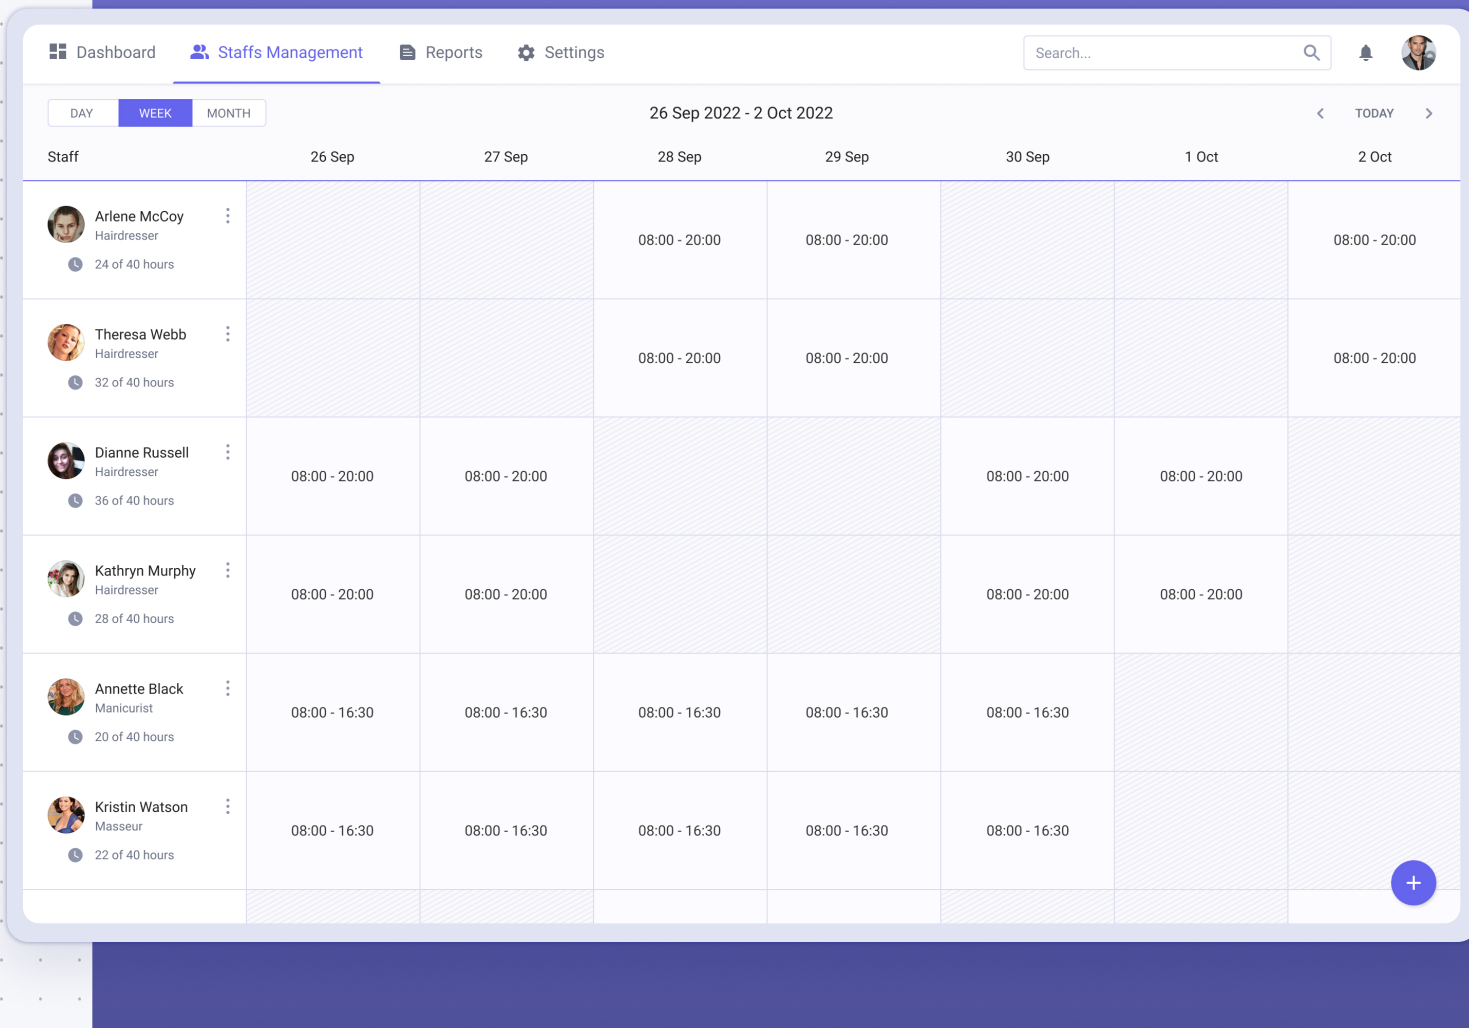 Dashboard Staffs Management Reports Settings Search...
DAY WEEK MONTH 26 Sep 2022 - 2 Oct 2022 TODAY
Staff 26 Sep 27 Sep 28 Sep 29 Sep 30 Sep 1 Oct 2 Oct
Arlene McCoy
Hairdresser
08:00 - 20:00 08:00 - 20:00 08:00 - 20:00
24 of 40 hours
Theresa Webb
Hairdresser
08:00 - 20:00 08:00 - 20:00 08:00 - 20:00
32 of 40 hours
Dianne Russell
Hairdresser
08:00 - 20:00 08:00 - 20:00 08:00 - 20:00 08:00 - 20:00
36 of 40 hours
Kathryn Murphy
Hairdresser
08:00 - 20:00 08:00 - 20:00 08:00 - 20:00 08:00 - 20:00
28 of 40 hours
Annette Black
Manicurist
08:00 - 16:30 08:00 - 16:30 08:00 - 16:30 08:00 - 16:30 08:00 - 16:30
20 of 40 hours
Kristin Watson
Masseur
08:00 - 16:30 08:00 - 16:30 08:00 - 16:30 08:00 - 16:30 08:00 - 16:30
22 of 40 hours